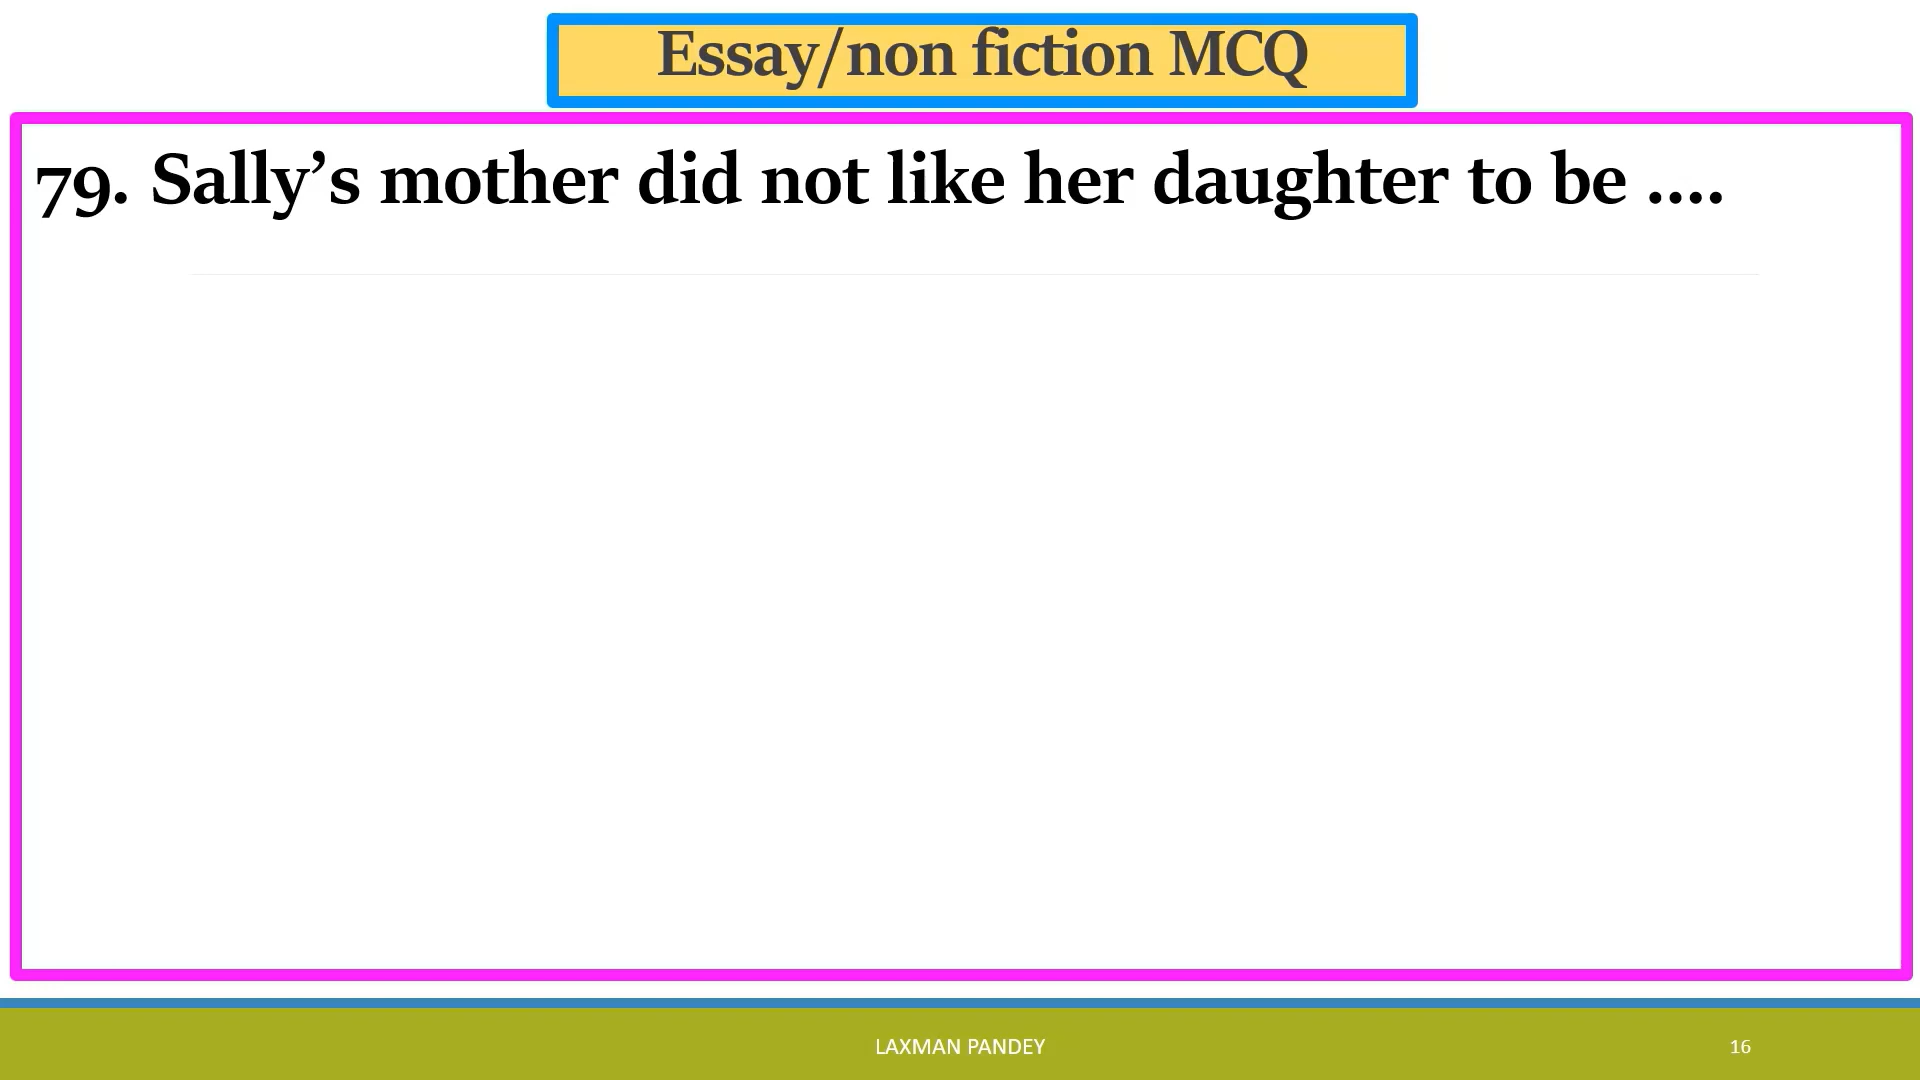 Essay/non fiction MCQ
79. Sally’s mother did not like her daughter to be ....
LAXMAN PANDEY
16